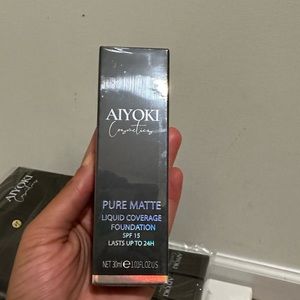 AIYOKI
Cosmetics
PURE MATTE
LIQUID COVERAGE
FOUNDATION
SPF 15
LASTS UP TO 24H
NET 30ml e 1.01FL.OZ.US
AIYOKI